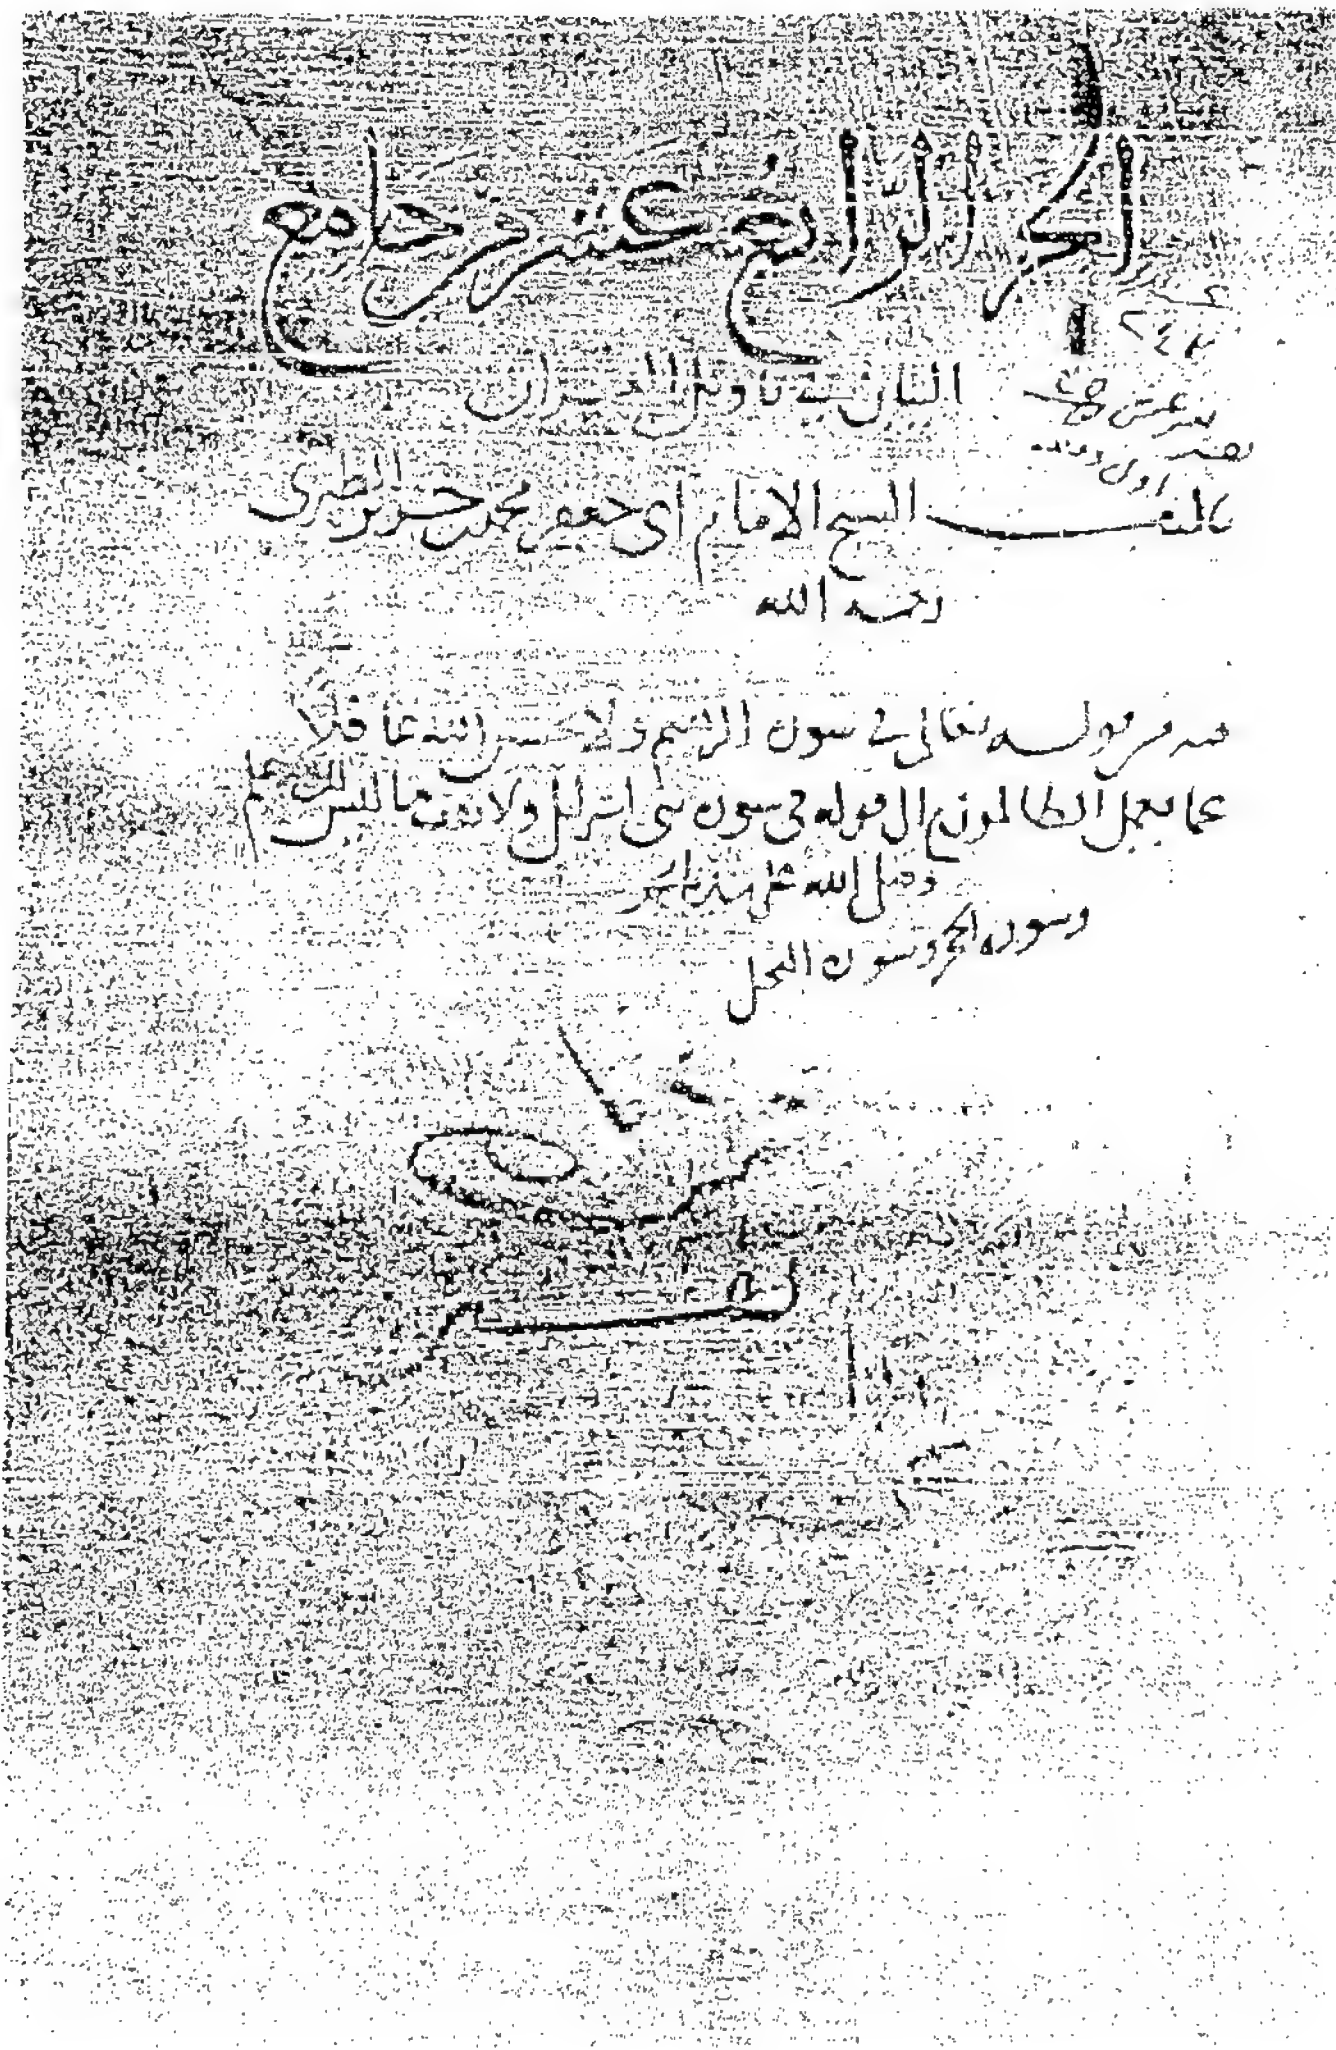 الجزء الرابع عشر من جامع
البيان في تاويل القران
تاليف الشيخ الامام ابي جعفر محمد بن جرير الطبري
رحمه الله
فيه من قوله تعالى في سورة ابرهيم ولا تحسبن الله غافلا
عما يعمل الظالمون الى قوله في سورة بني اسرائيل ولا تقف ما ليس لك به علم
وصلى الله على سيدنا محمد
وسورة الحجر وسورة النحل